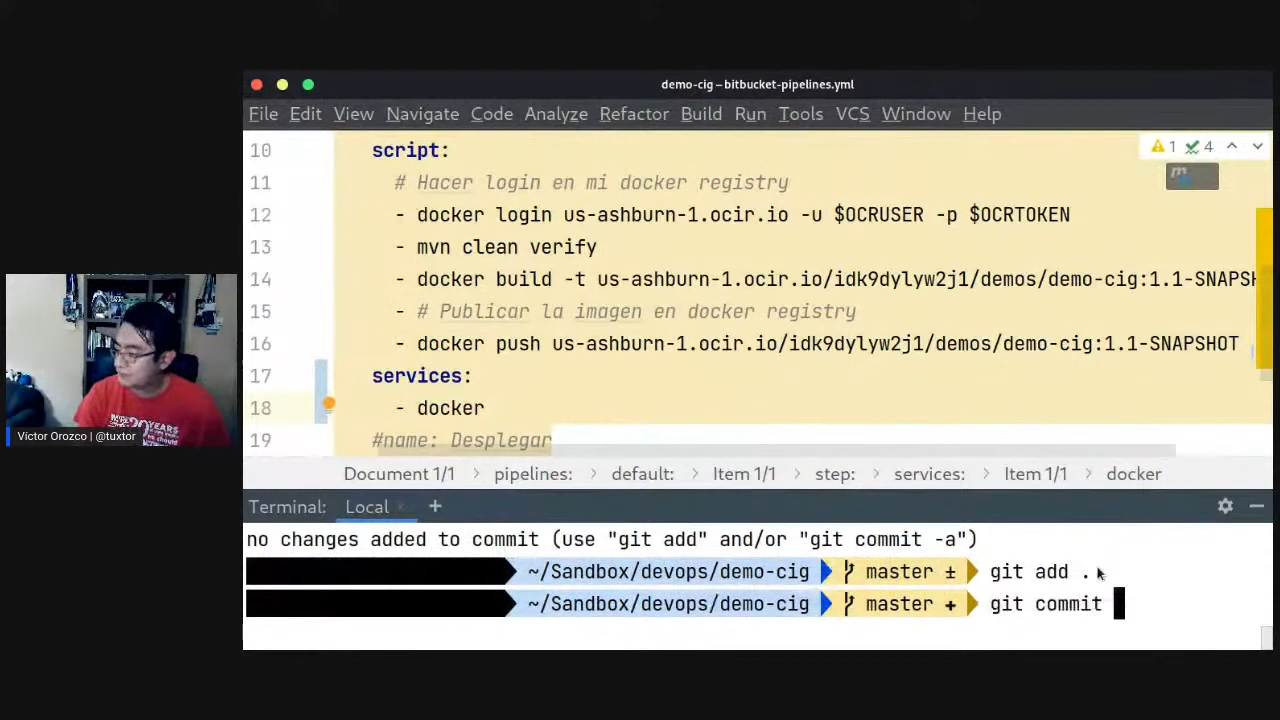 demo-cig – bitbucket-pipelines.yml
File Edit View Navigate Code Analyze Refactor Build Run Tools VCS Window Help
1 4
10 script:
11 # Hacer login en mi docker registry
12 - docker login us-ashburn-1.ocir.io -u $OCRUSER -p $OCRTOKEN
13 - mvn clean verify
14 - docker build -t us-ashburn-1.ocir.io/idk9dylyw2j1/demos/demo-cig:1.1-SNAPSH
15 - # Publicar la imagen en docker registry
16 - docker push us-ashburn-1.ocir.io/idk9dylyw2j1/demos/demo-cig:1.1-SNAPSHOT
17 services:
18 - docker
19 #name: Desplegar
Document 1/1 > pipelines: > default: > Item 1/1 > step: > services: > Item 1/1 > docker
Terminal: Local × +
no changes added to commit (use "git add" and/or "git commit -a")
~/Sandbox/devops/demo-cig master ± git add .
~/Sandbox/devops/demo-cig master + git commit
Víctor Orozco | @tuxtor